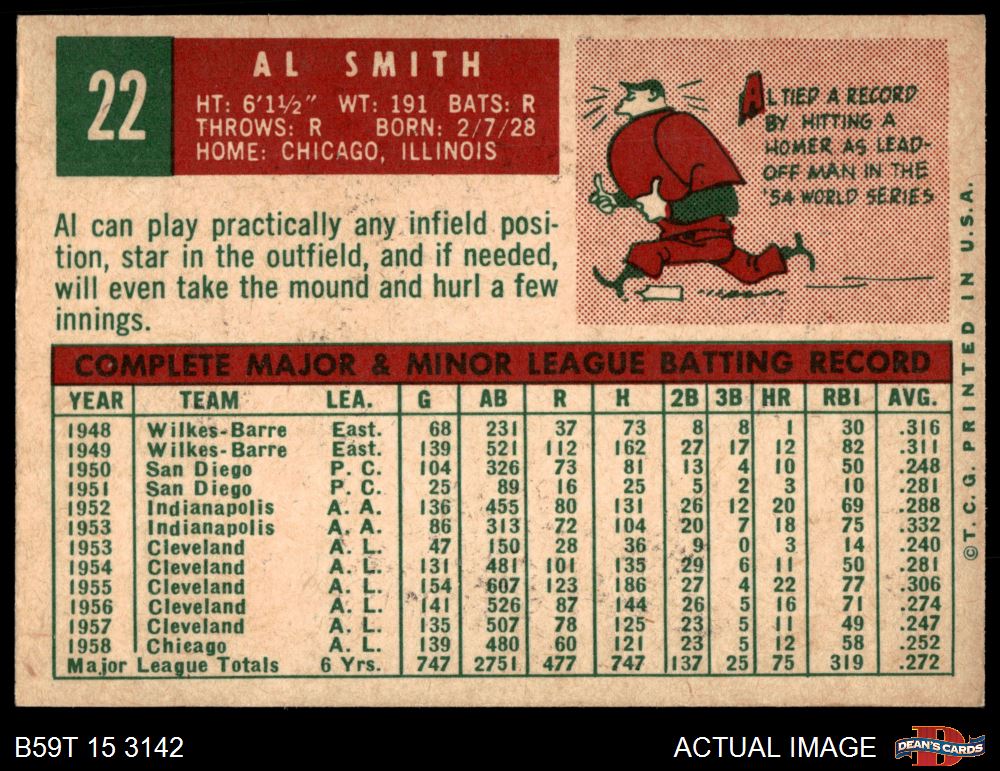 22
AL SMITH
HT: 6'1½" WT: 191 BATS: R
THROWS: R BORN: 2/7/28
HOME: CHICAGO, ILLINOIS
AL TIED A RECORD
BY HITTING A
HOMER AS LEAD-
OFF MAN IN THE
'54 WORLD SERIES
Al can play practically any infield posi-
tion, star in the outfield, and if needed,
will even take the mound and hurl a few
innings.
COMPLETE MAJOR & MINOR LEAGUE BATTING RECORD
YEAR TEAM LEA. G AB R H 2B 3B HR RBI AVG.
1948 Wilkes-Barre East. 68 231 37 73 8 8 1 30 .316
1949 Wilkes-Barre East. 139 521 112 162 27 17 12 82 .311
1950 San Diego P. C. 104 326 73 81 13 4 10 50 .248
1951 San Diego P. C. 25 89 16 25 5 2 3 10 .281
1952 Indianapolis A. A. 136 455 80 131 26 12 20 69 .288
1953 Indianapolis A. A. 86 313 72 104 20 7 18 75 .332
1953 Cleveland A. L. 47 150 28 36 9 0 3 14 .240
1954 Cleveland A. L. 131 481 101 135 29 6 11 50 .281
1955 Cleveland A. L. 154 607 123 186 27 4 22 77 .306
1956 Cleveland A. L. 141 526 87 144 26 5 16 71 .274
1957 Cleveland A. L. 135 507 78 125 23 5 11 49 .247
1958 Chicago A. L. 139 480 60 121 23 5 12 58 .252
Major League Totals 6 Yrs. 747 2751 477 747 137 25 75 319 .272
© T. C. G. PRINTED IN U.S.A.
B59T 15 3142
ACTUAL IMAGE
D
DEAN'S CARDS